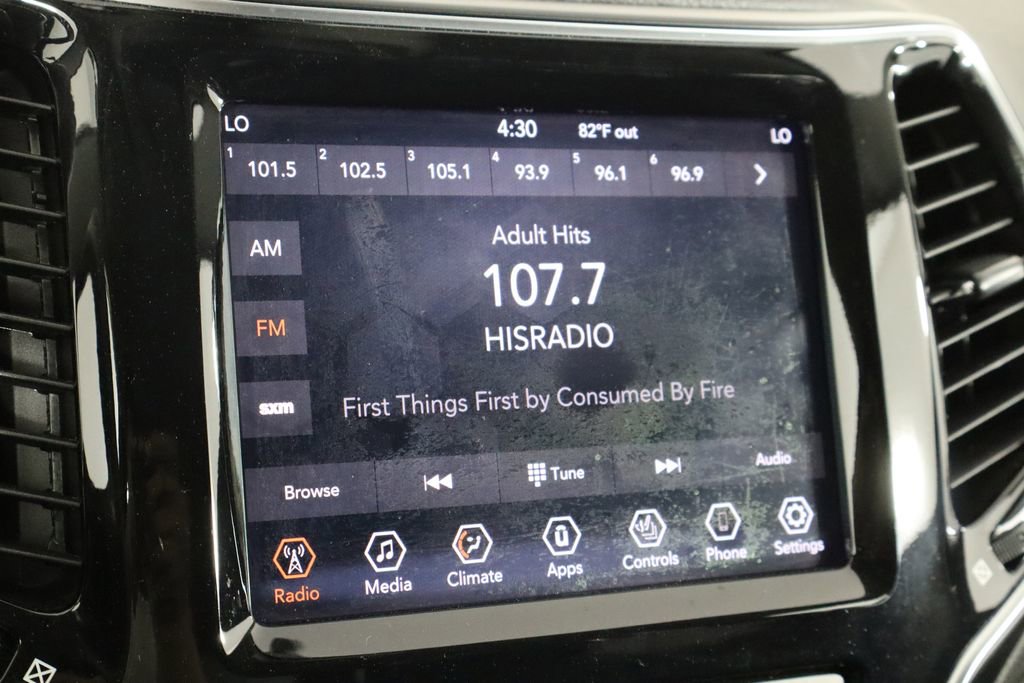 LO 4:30 82°F out LO
1 101.5 2 102.5 3 105.1 4 93.9 5 96.1 6 96.9
Adult Hits
AM
107.7
FM
HISRADIO
sxm
First Things First by Consumed By Fire
Browse Tune Audio
Radio Media Climate Apps Controls Phone Settings